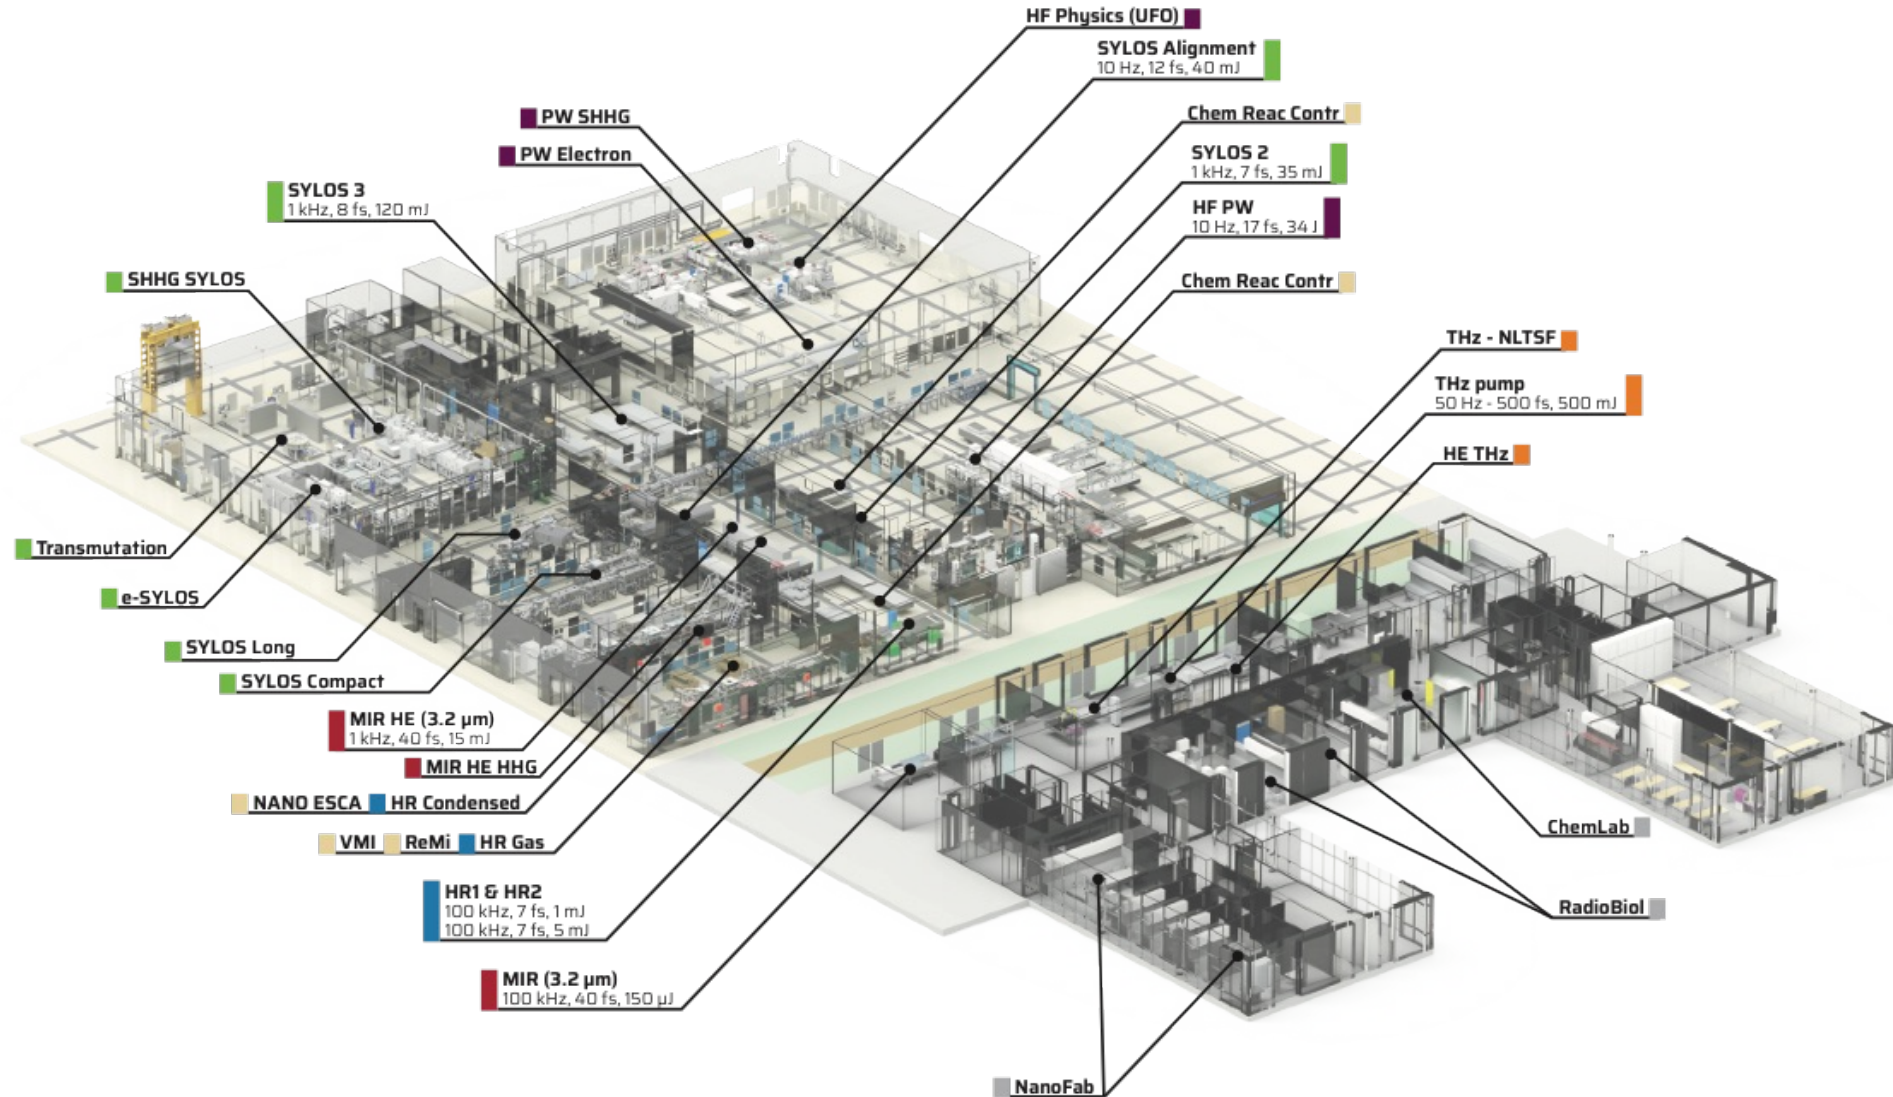 HF Physics (UFO)
SYLOS Alignment
10 Hz, 12 fs, 40 mJ
PW SHHG
Chem Reac Contr
PW Electron
SYLOS 2
1 kHz, 7 fs, 35 mJ
SYLOS 3
1 kHz, 8 fs, 120 mJ
HF PW
10 Hz, 17 fs, 34 J
SHHG SYLOS
Chem Reac Contr
THz - NLTSF
THz pump
50 Hz - 500 fs, 500 mJ
HE THz
Transmutation
e-SYLOS
SYLOS Long
SYLOS Compact
MIR HE (3.2 µm)
1 kHz, 40 fs, 15 mJ
MIR HE HHG
NANO ESCA HR Condensed
VMI ReMi HR Gas
ChemLab
HR1 & HR2
100 kHz, 7 fs, 1 mJ
100 kHz, 7 fs, 5 mJ
RadioBiol
MIR (3.2 µm)
100 kHz, 40 fs, 150 µJ
NanoFab